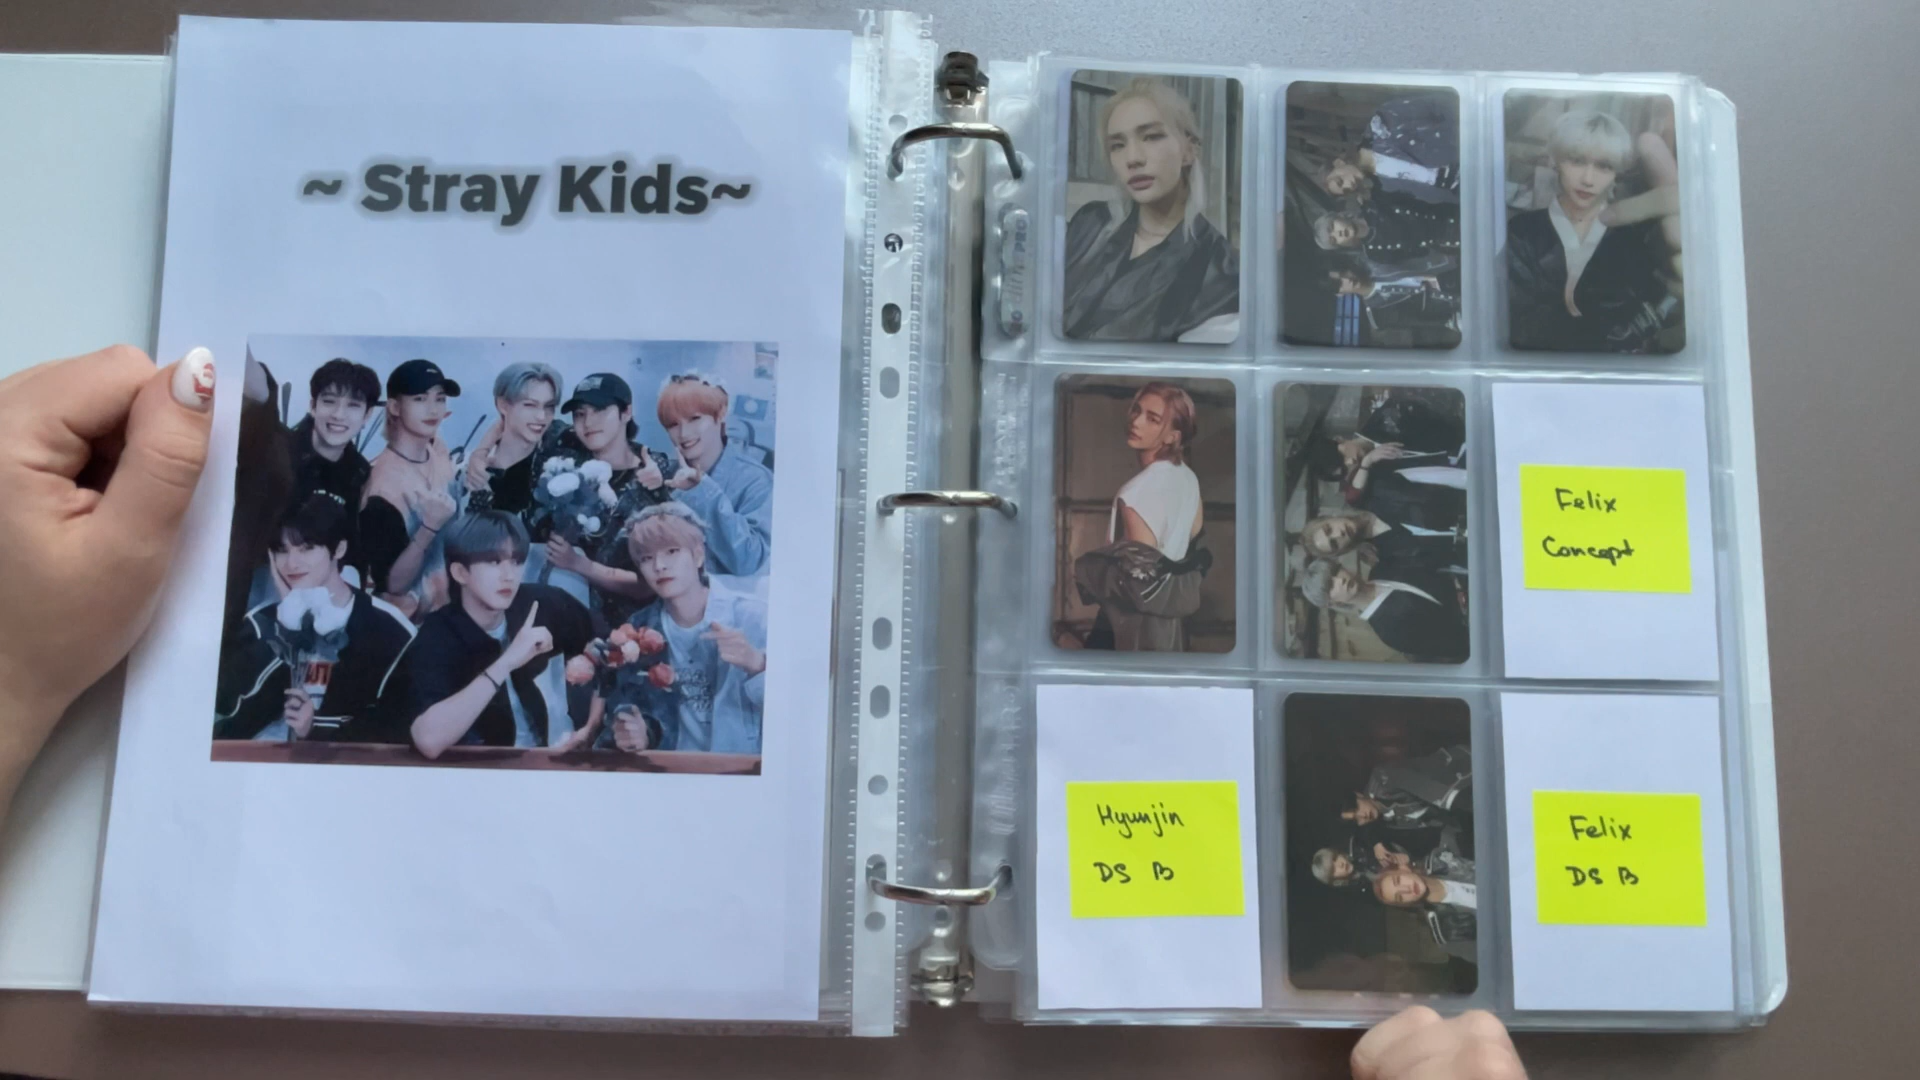 ~ Stray Kids~
Felix
Concept
Hyunjin
DS B
Felix
DS B